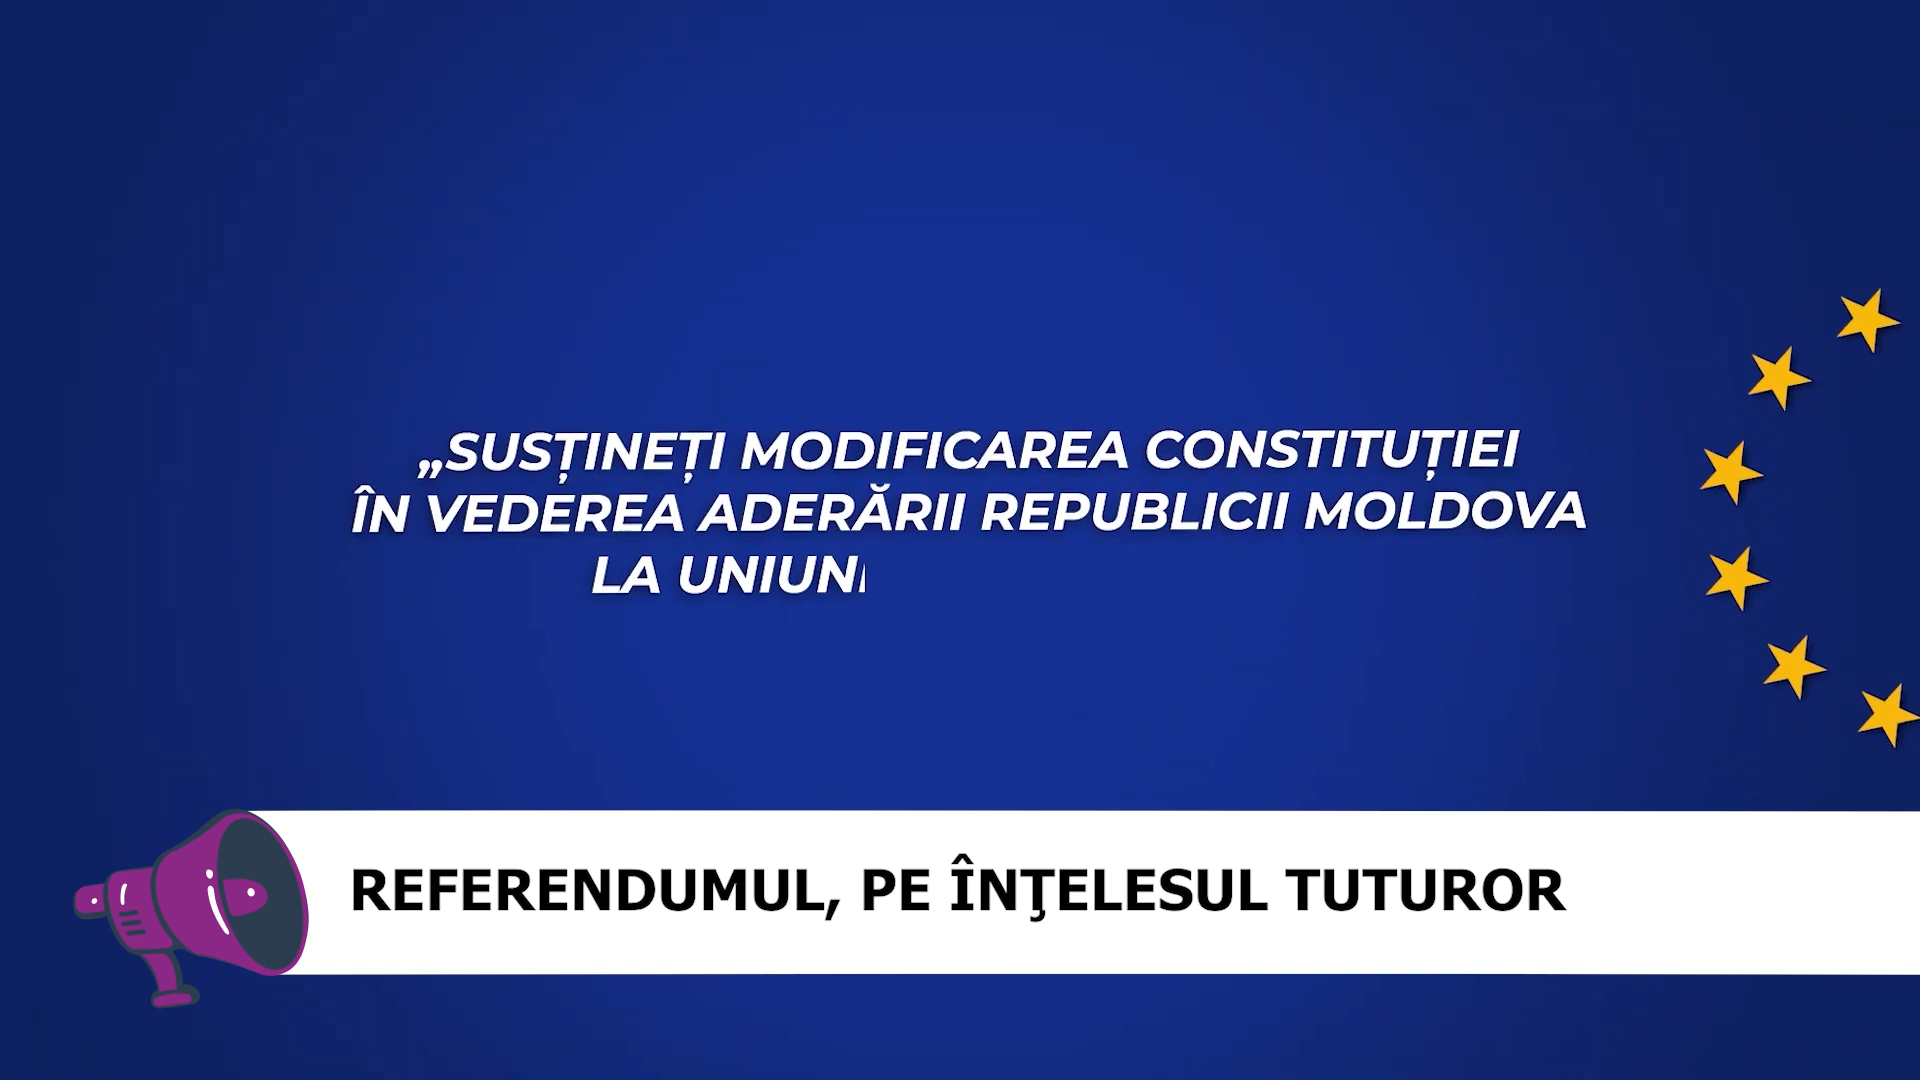 „SUSȚINEȚI MODIFICAREA CONSTITUȚIEI
ÎN VEDEREA ADERĂRII REPUBLICII MOLDOVA
LA UNIUN
REFERENDUMUL, PE ÎNŢELESUL TUTUROR